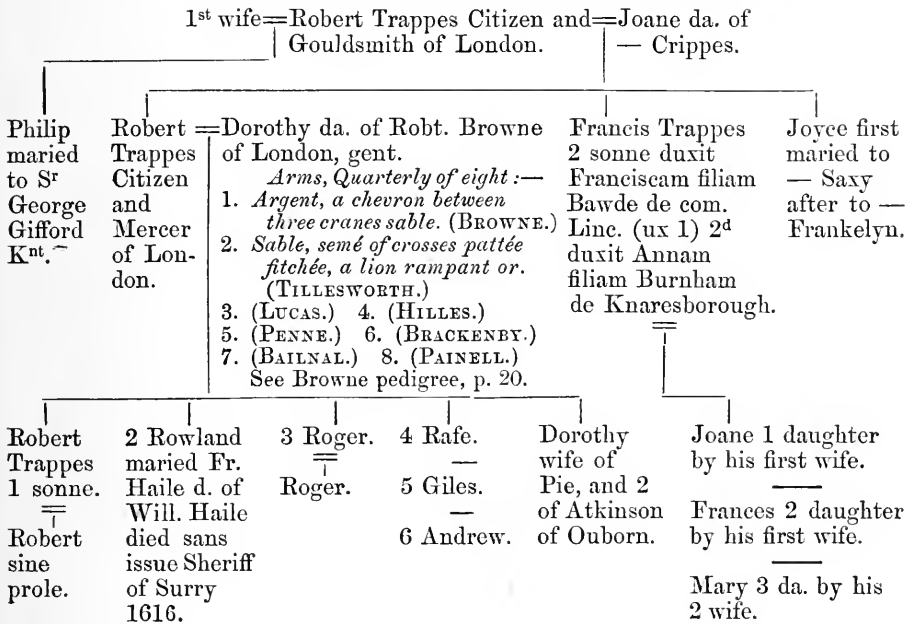 1st wife=Robert Trappes Citizen and=Joane da. of
Gouldsmith of London. — Crippes.
Philip
maried
to Sr
George
Gifford
Knt.
Robert
Trappes
Citizen
and
Mercer
of Lon-
don.
=Dorothy da. of Robt. Browne
of London, gent.
Arms, Quarterly of eight :—
1. Argent, a chevron between
three cranes sable. (BROWNE.)
2. Sable, semé of crosses pattée
fitchée, a lion rampant or.
(TILLESWORTH.)
3. (LUCAS.) 4. (HILLES.)
5. (PENNE.) 6. (BRACKENBY.)
7. (BAILNAL.) 8. (PAINELL.)
See Browne pedigree, p. 20.
Francis Trappes
2 sonne duxit
Franciscam filiam
Bawde de com.
Linc. (ux 1) 2d
duxit Annam
filiam Burnham
de Knaresborough.
Joyce first
maried to
— Saxy
after to —
Frankelyn.
Robert
Trappes
1 sonne.
Robert
sine
prole.
2 Rowland
maried Fr.
Haile d. of
Will. Haile
died sans
issue Sheriff
of Surry
1616.
3 Roger.
Roger.
4 Rafe.
—
5 Giles.
—
6 Andrew.
Dorothy
wife of
Pie, and 2
of Atkinson
of Ouborn.
Joane 1 daughter
by his first wife.
Frances 2 daughter
by his first wife.
Mary 3 da. by his
2 wife.